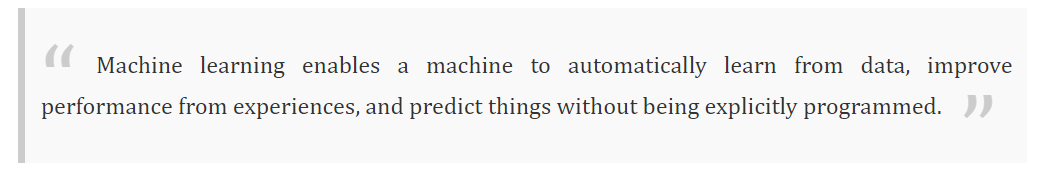 “ Machine learning enables a machine to automatically learn from data, improve
performance from experiences, and predict things without being explicitly programmed. ”